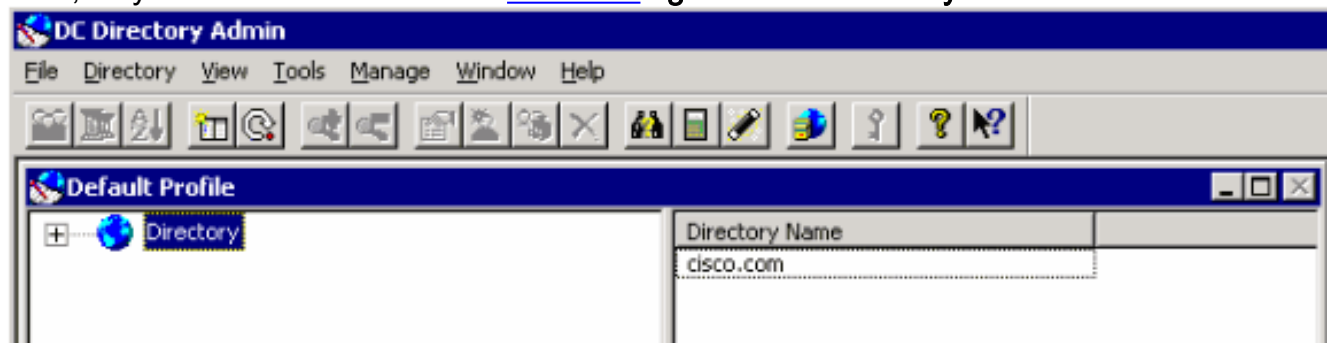 DC Directory Admin
File Directory View Tools Manage Window Help
Default Profile
Directory
Directory Name
cisco.com